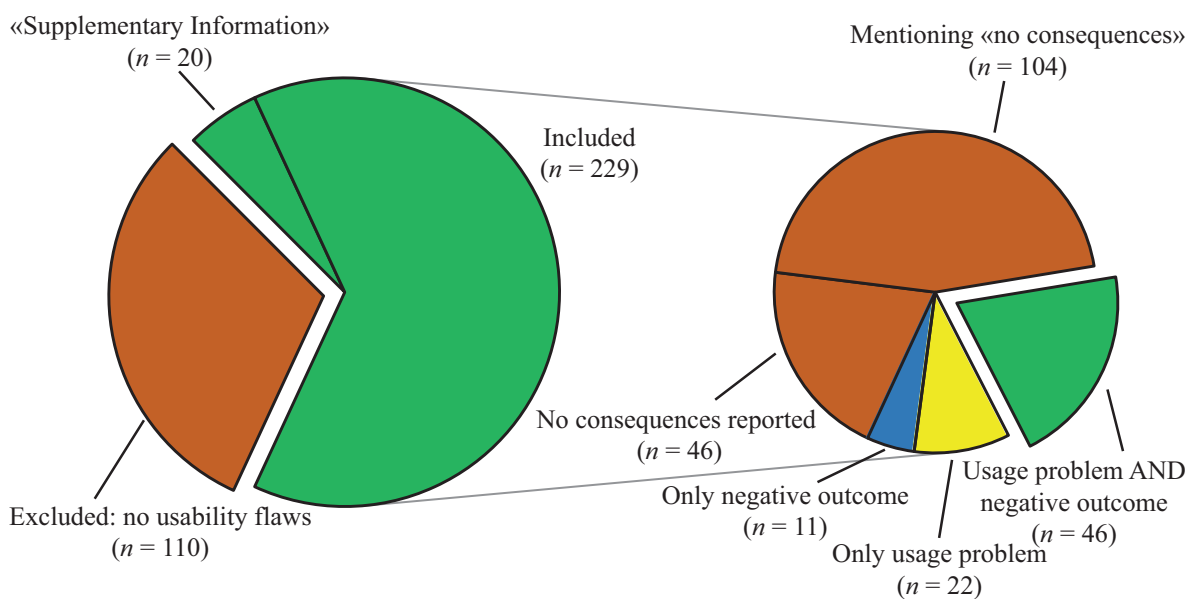 «Supplementary Information»
(n = 20)
Included
(n = 229)
Excluded: no usability flaws
(n = 110)
Mentioning «no consequences»
(n = 104)
No consequences reported
(n = 46)
Only negative outcome
(n = 11)
Only usage problem
(n = 22)
Usage problem AND
negative outcome
(n = 46)